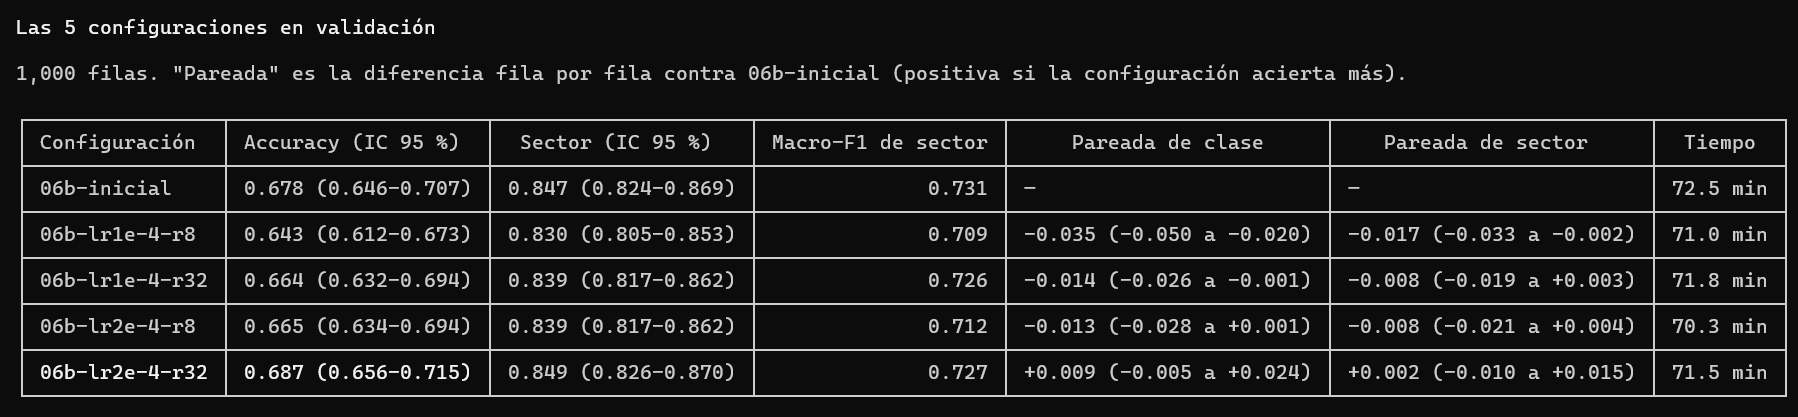 Las 5 configuraciones en validación
1,000 filas. "Pareada" es la diferencia fila por fila contra 06b-inicial (positiva si la configuración acierta más).
Configuración Accuracy (IC 95 %) Sector (IC 95 %) Macro-F1 de sector Pareada de clase Pareada de sector Tiempo
06b-inicial 0.678 (0.646-0.707) 0.847 (0.824-0.869) 0.731 — — 72.5 min
06b-lr1e-4-r8 0.643 (0.612-0.673) 0.830 (0.805-0.853) 0.709 -0.035 (-0.050 a -0.020) -0.017 (-0.033 a -0.002) 71.0 min
06b-lr1e-4-r32 0.664 (0.632-0.694) 0.839 (0.817-0.862) 0.726 -0.014 (-0.026 a -0.001) -0.008 (-0.019 a +0.003) 71.8 min
06b-lr2e-4-r8 0.665 (0.634-0.694) 0.839 (0.817-0.862) 0.712 -0.013 (-0.028 a +0.001) -0.008 (-0.021 a +0.004) 70.3 min
06b-lr2e-4-r32 0.687 (0.656-0.715) 0.849 (0.826-0.870) 0.727 +0.009 (-0.005 a +0.024) +0.002 (-0.010 a +0.015) 71.5 min